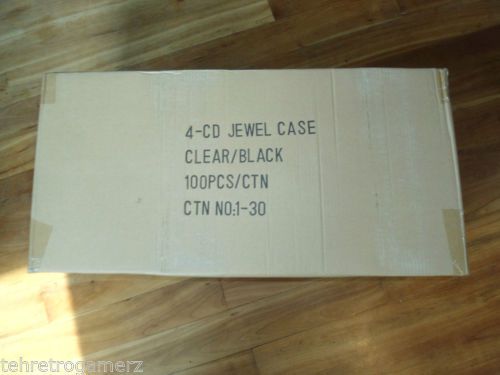 4-CD JEWEL CASE
CLEAR/BLACK
100PCS/CTN
CTN NO:1-30
tehretrogamerz